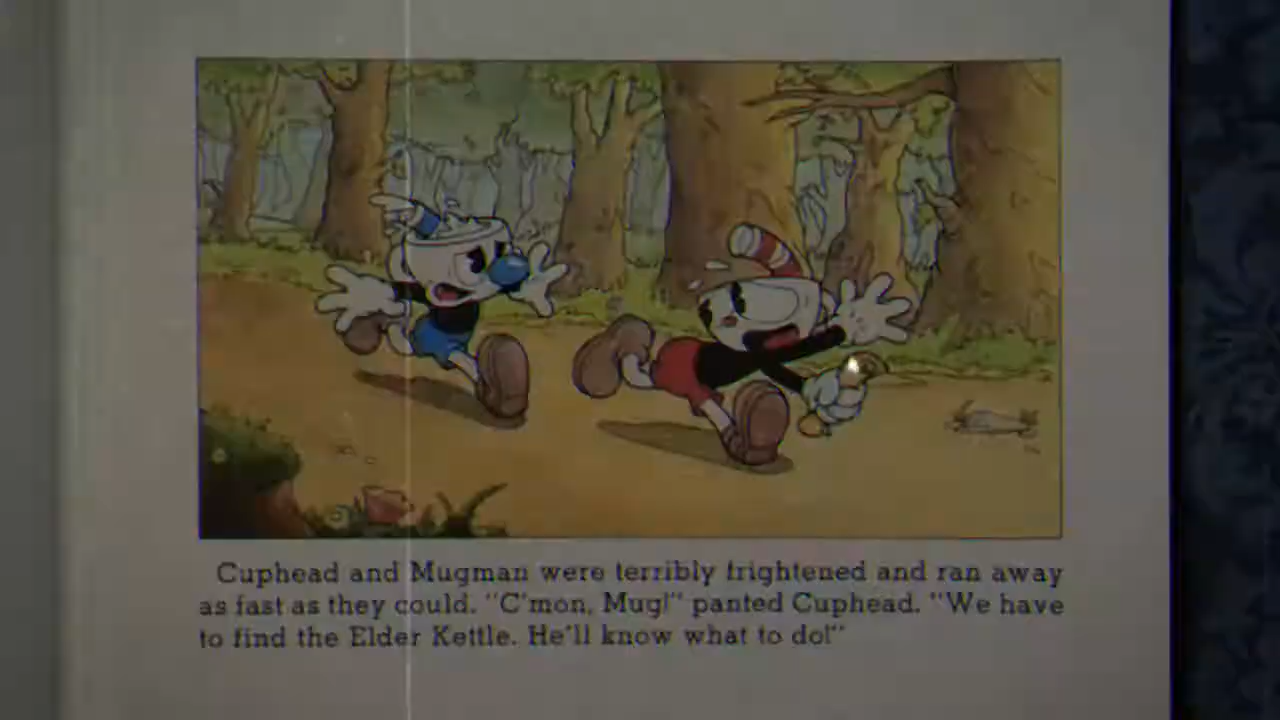 Cuphead and Mugman were terribly frightened and ran away
as fast as they could. "C'mon, Mug!" panted Cuphead. "We have
to find the Elder Kettle. He'll know what to do!"